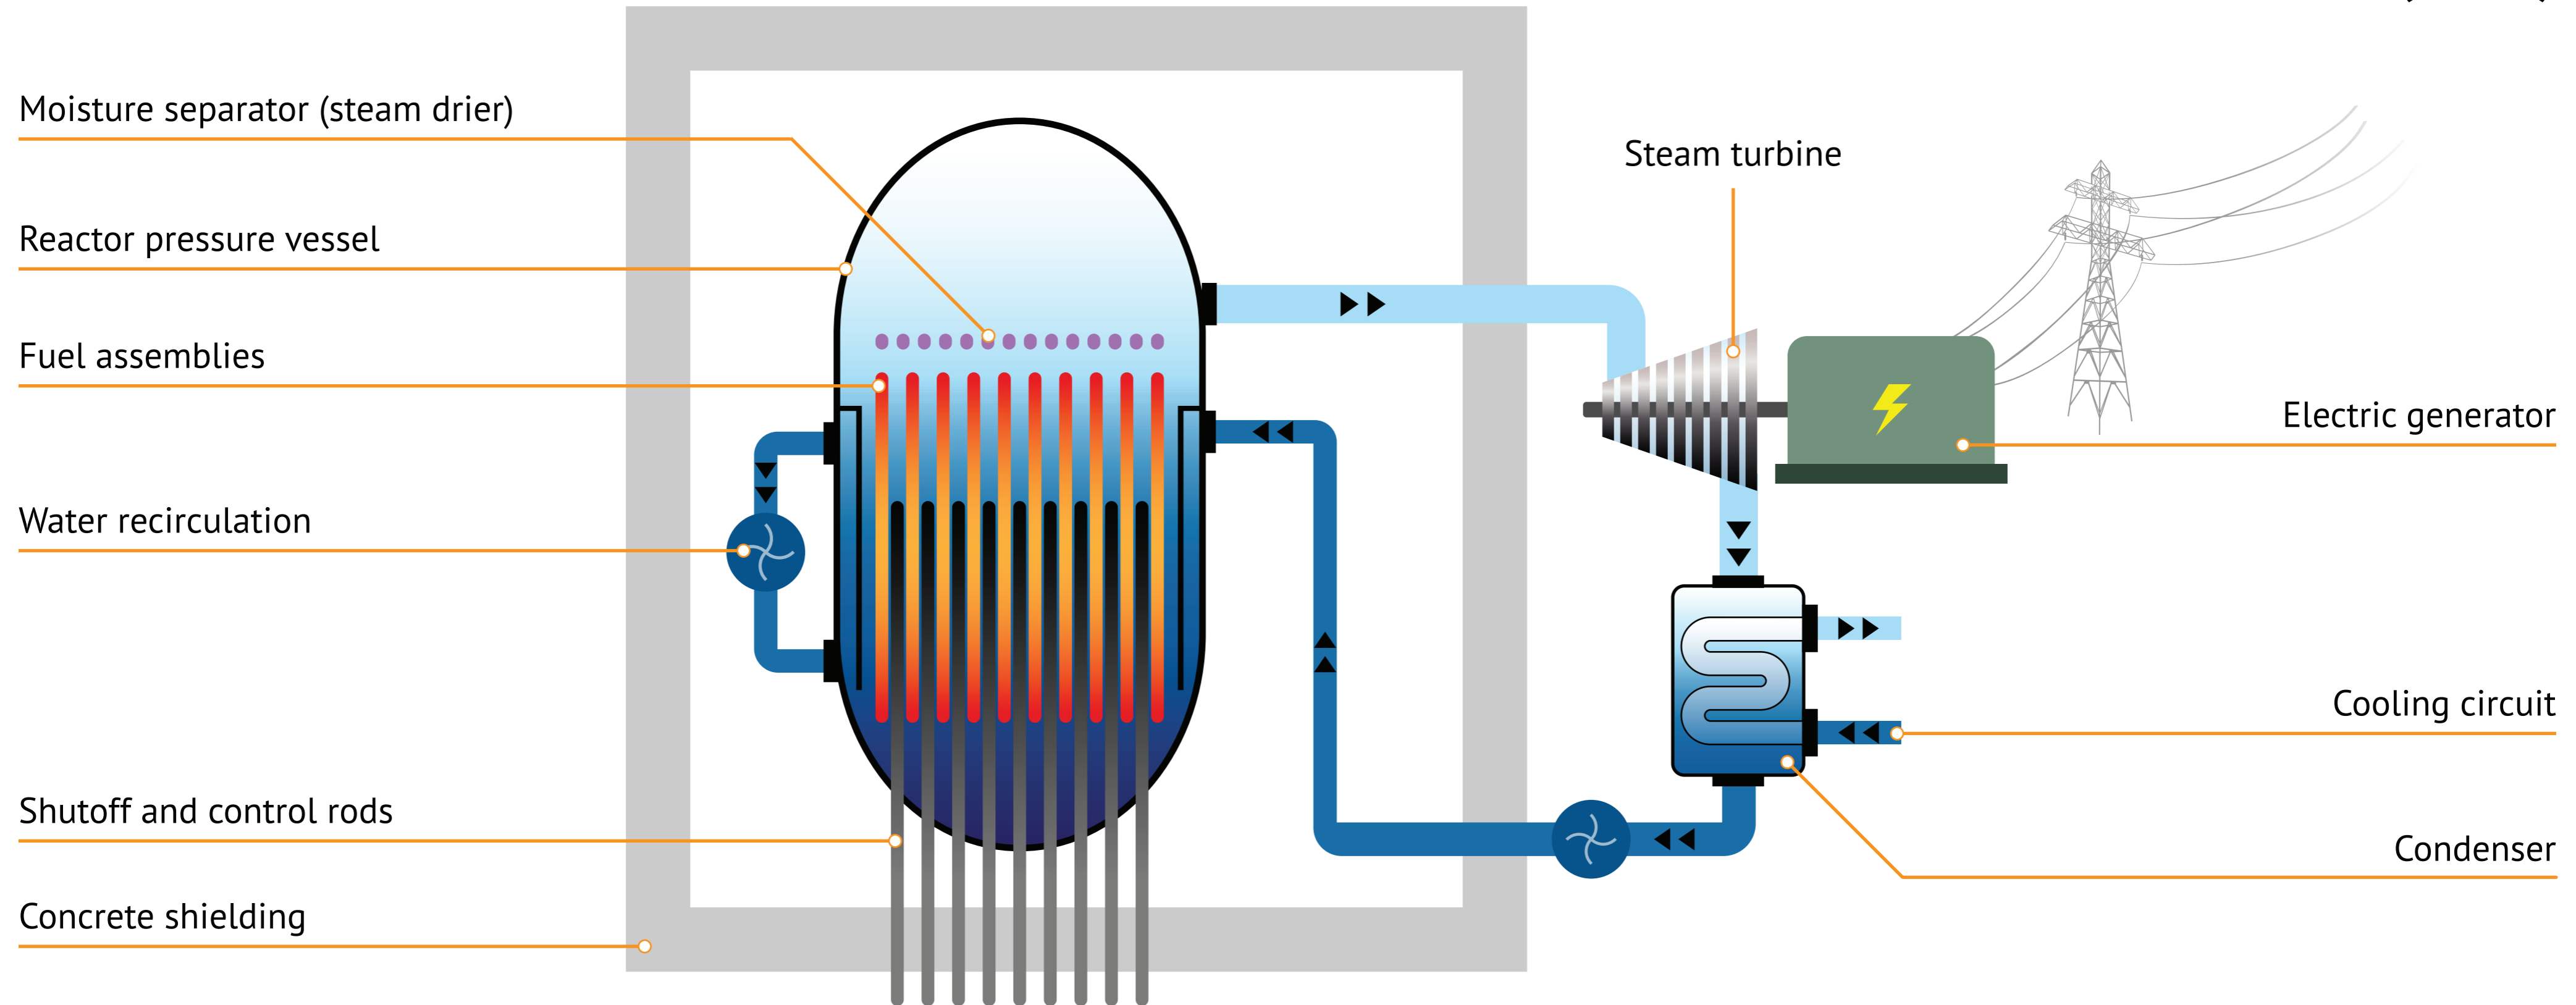 Moisture separator (steam drier)
Reactor pressure vessel
Fuel assemblies
Water recirculation
Shutoff and control rods
Concrete shielding
Steam turbine
Electric generator
Cooling circuit
Condenser